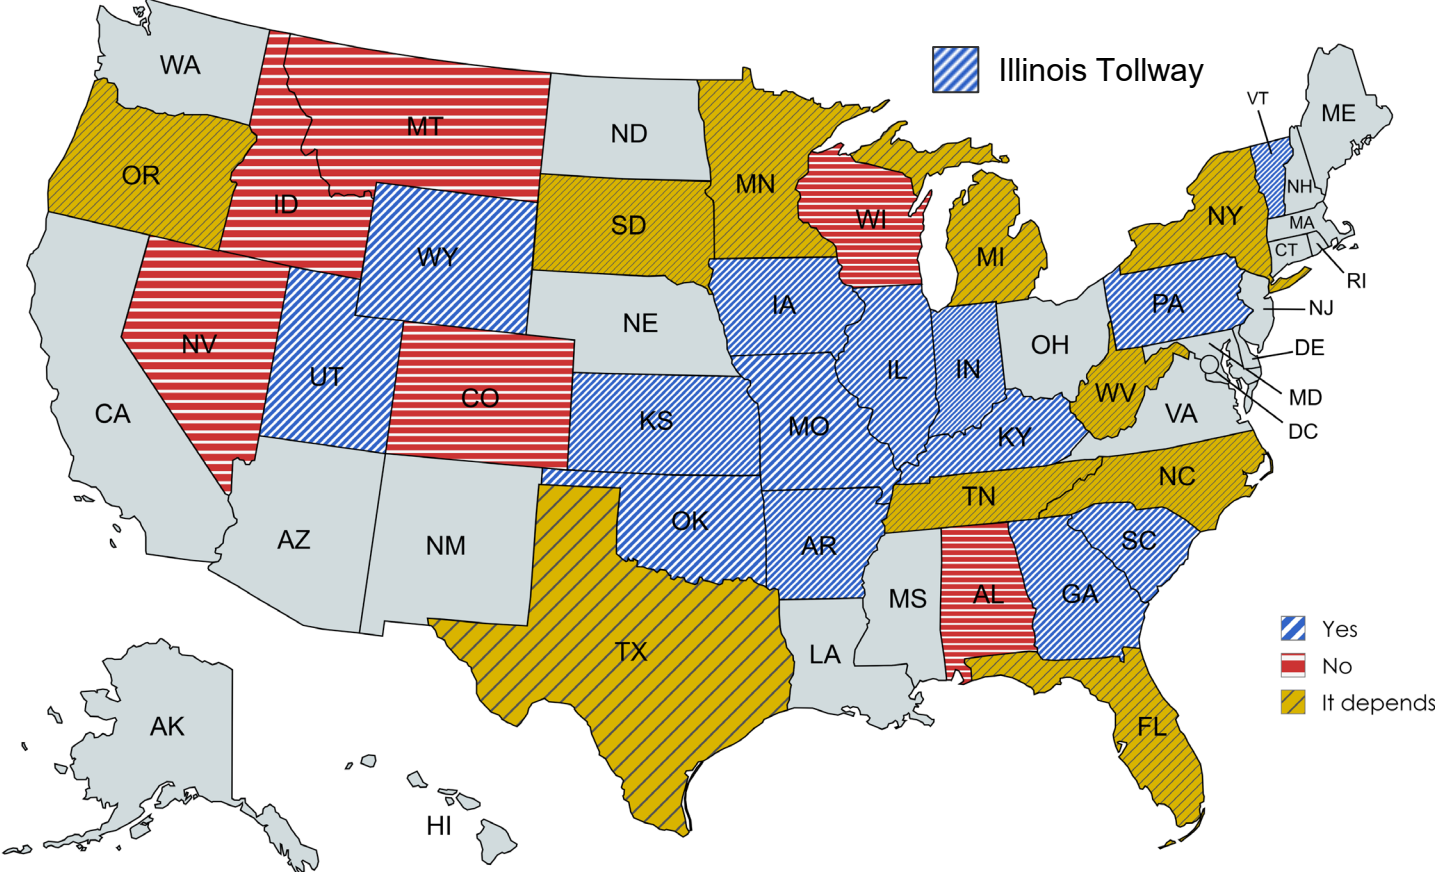 Illinois Tollway
WA
MT
ND
ME
VT
OR
ID
MN
SD
WI
NH
NY
MA
CT
RI
WY
MI
IA
PA
NJ
NE
NV
UT
CO
IL
IN
OH
DE
MD
DC
WV
VA
CA
KS
MO
KY
NC
TN
OK
AR
SC
AZ
NM
MS
AL
GA
TX
LA
FL
AK
HI
Yes
No
It depends